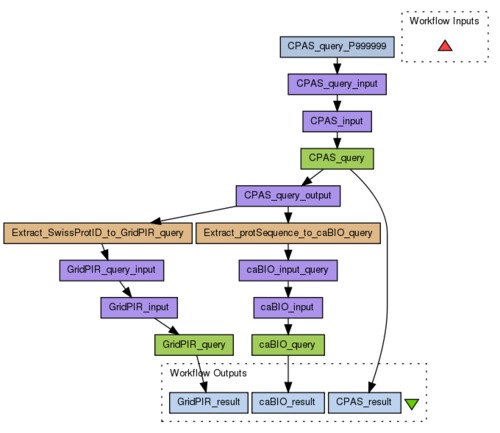 Workflow Inputs
CPAS_query_P999999
CPAS_query_input
CPAS_input
CPAS_query
CPAS_query_output
Extract_SwissProtID_to_GridPIR_query
Extract_protSequence_to_caBIO_query
GridPIR_query_input
caBIO_input_query
GridPIR_input
caBIO_input
GridPIR_query
caBIO_query
Workflow Outputs
GridPIR_result
caBIO_result
CPAS_result